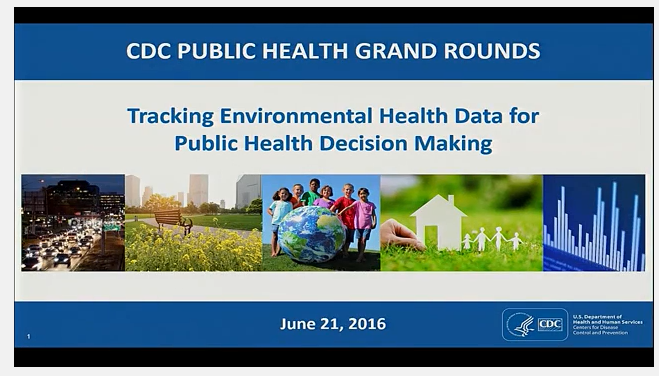 CDC PUBLIC HEALTH GRAND ROUNDS
Tracking Environmental Health Data for
Public Health Decision Making
June 21, 2016
CDC
U.S. Department of
Health and Human Services
Centers for Disease
Control and Prevention
1